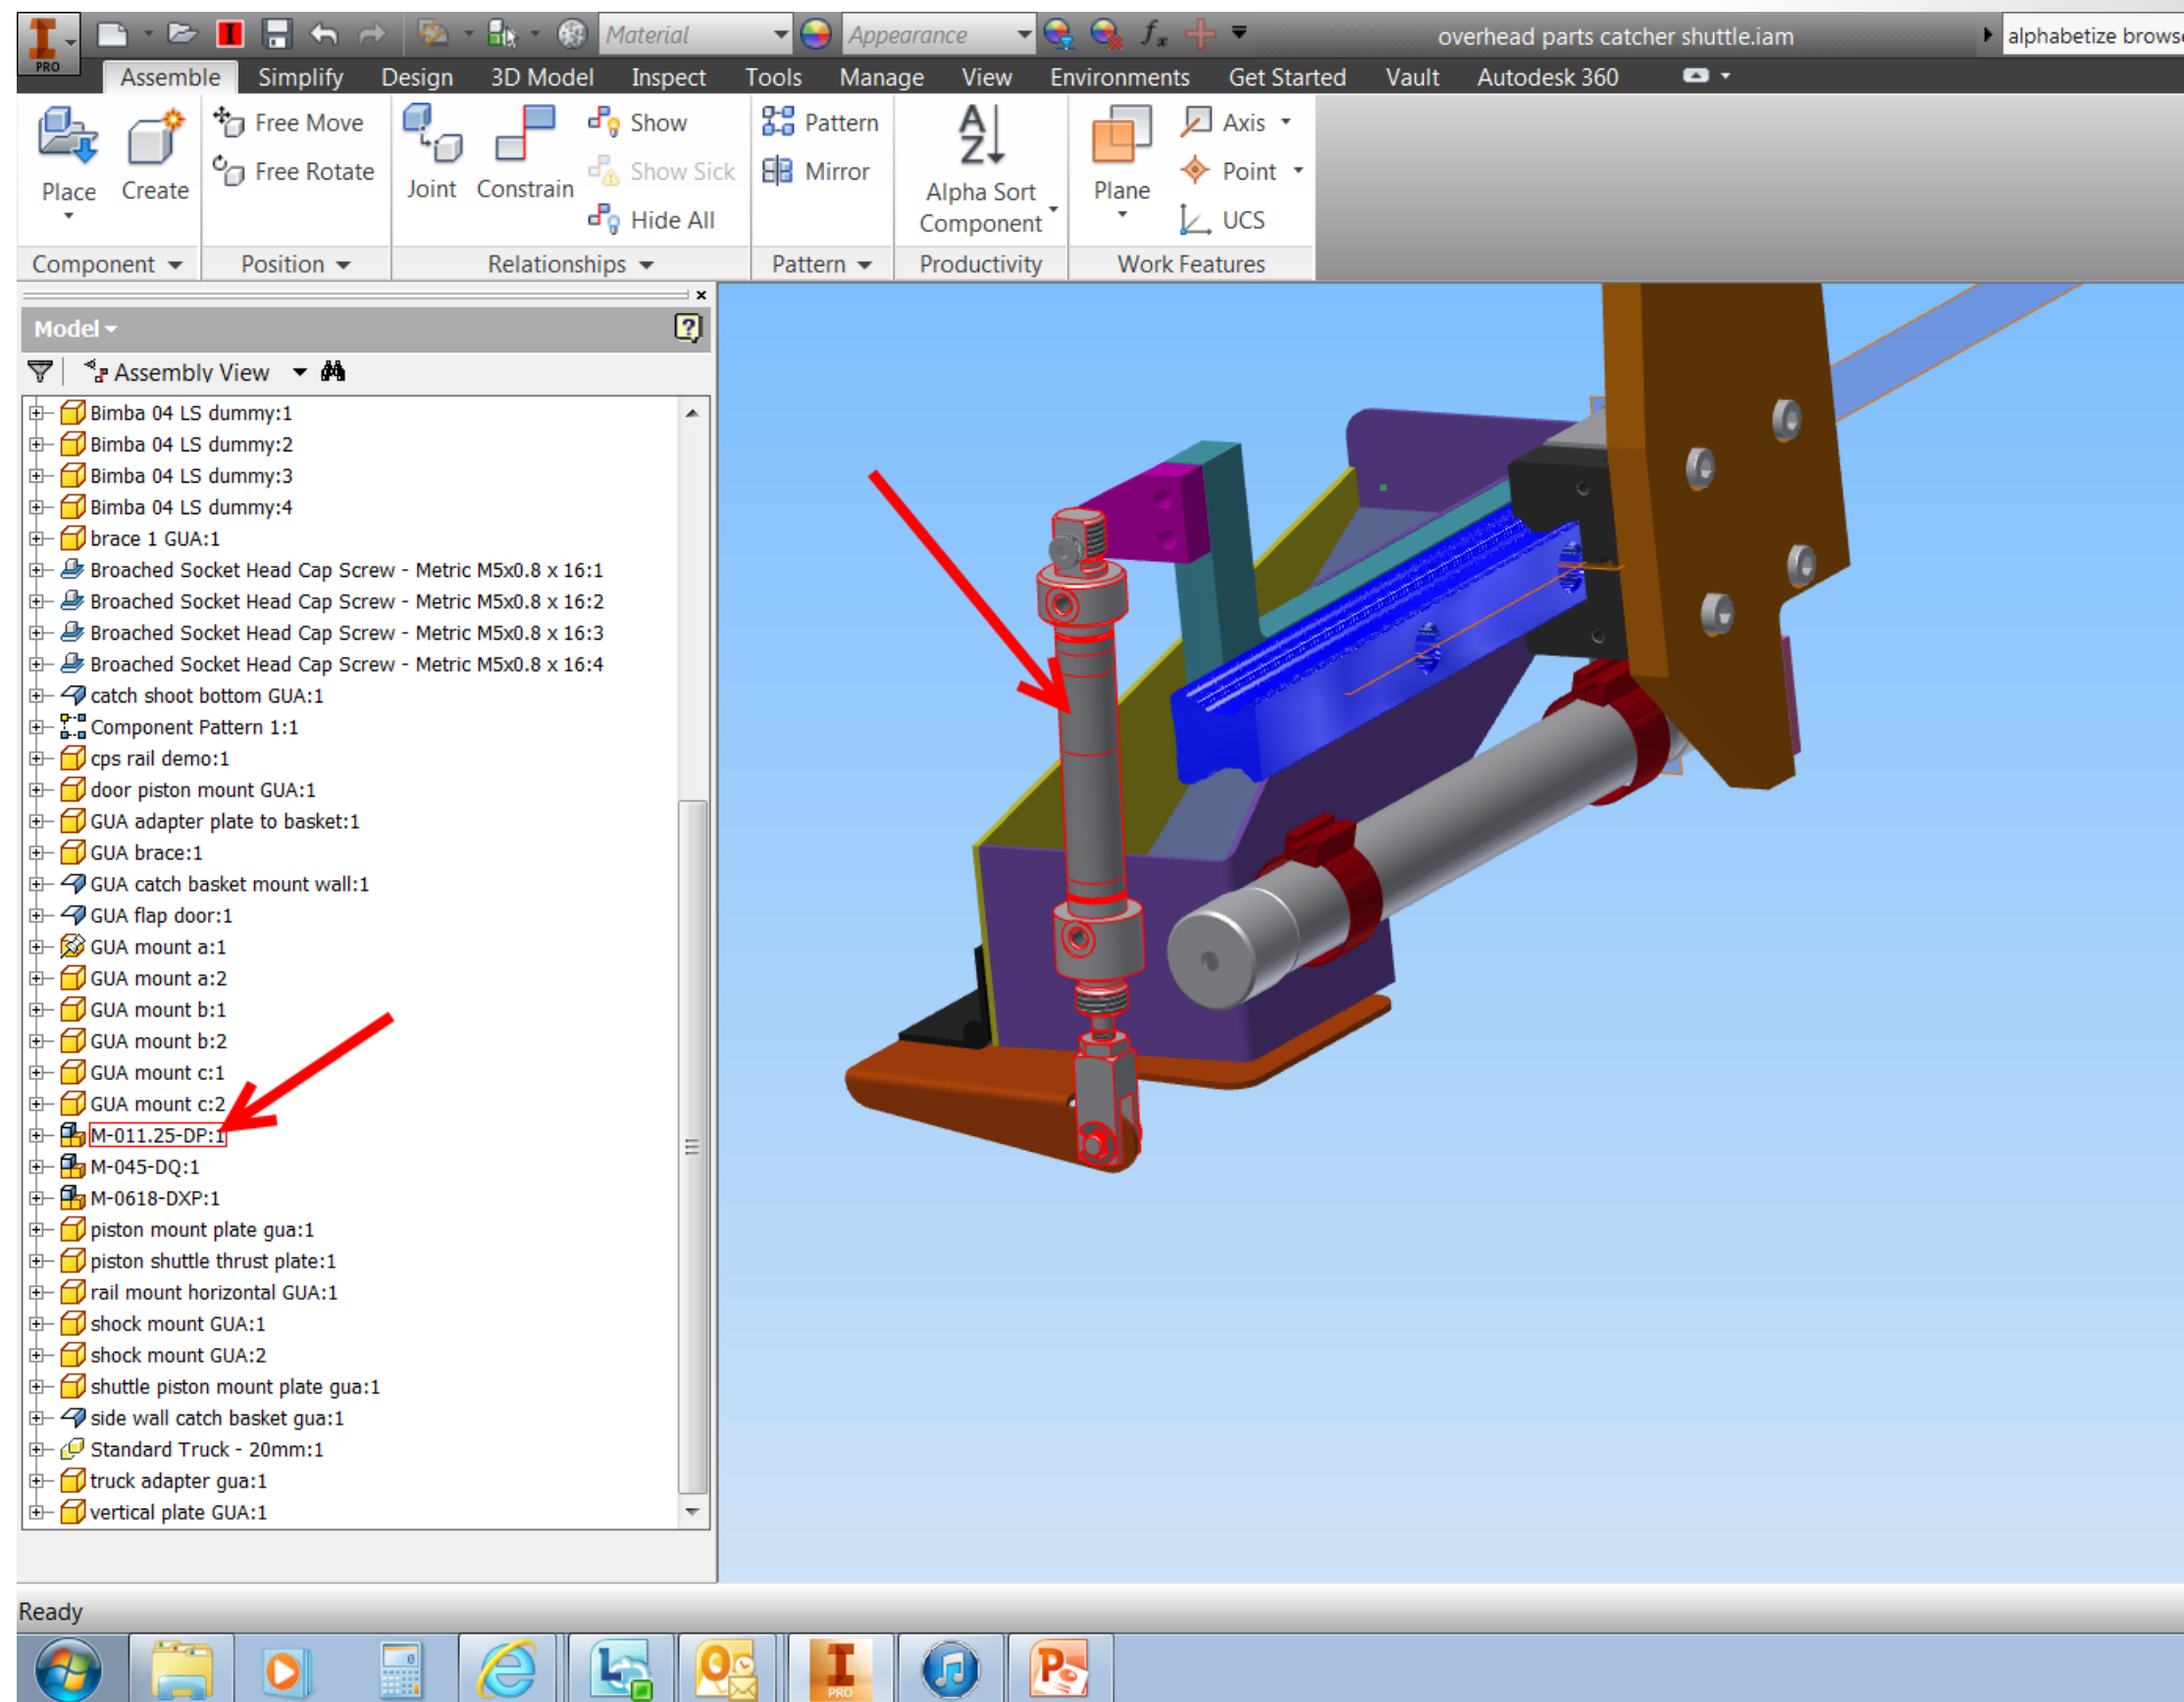 Material
Appearance
fx
overhead parts catcher shuttle.iam
alphabetize brows
PRO
Assemble Simplify Design 3D Model Inspect Tools Manage View Environments Get Started Vault Autodesk 360
Place
Create
Free Move
Free Rotate
Joint
Constrain
Show
Show Sick
Hide All
Pattern
Mirror
A
Z
Alpha Sort
Component
Plane
Axis
Point
UCS
Component Position Relationships Pattern Productivity Work Features
Model
Assembly View
Bimba 04 LS dummy:1
Bimba 04 LS dummy:2
Bimba 04 LS dummy:3
Bimba 04 LS dummy:4
brace 1 GUA:1
Broached Socket Head Cap Screw - Metric M5x0.8 x 16:1
Broached Socket Head Cap Screw - Metric M5x0.8 x 16:2
Broached Socket Head Cap Screw - Metric M5x0.8 x 16:3
Broached Socket Head Cap Screw - Metric M5x0.8 x 16:4
catch shoot bottom GUA:1
Component Pattern 1:1
cps rail demo:1
door piston mount GUA:1
GUA adapter plate to basket:1
GUA brace:1
GUA catch basket mount wall:1
GUA flap door:1
GUA mount a:1
GUA mount a:2
GUA mount b:1
GUA mount b:2
GUA mount c:1
GUA mount c:2
M-011.25-DP:1
M-045-DQ:1
M-0618-DXP:1
piston mount plate gua:1
piston shuttle thrust plate:1
rail mount horizontal GUA:1
shock mount GUA:1
shock mount GUA:2
shuttle piston mount plate gua:1
side wall catch basket gua:1
Standard Truck - 20mm:1
truck adapter gua:1
vertical plate GUA:1
Ready
PRO